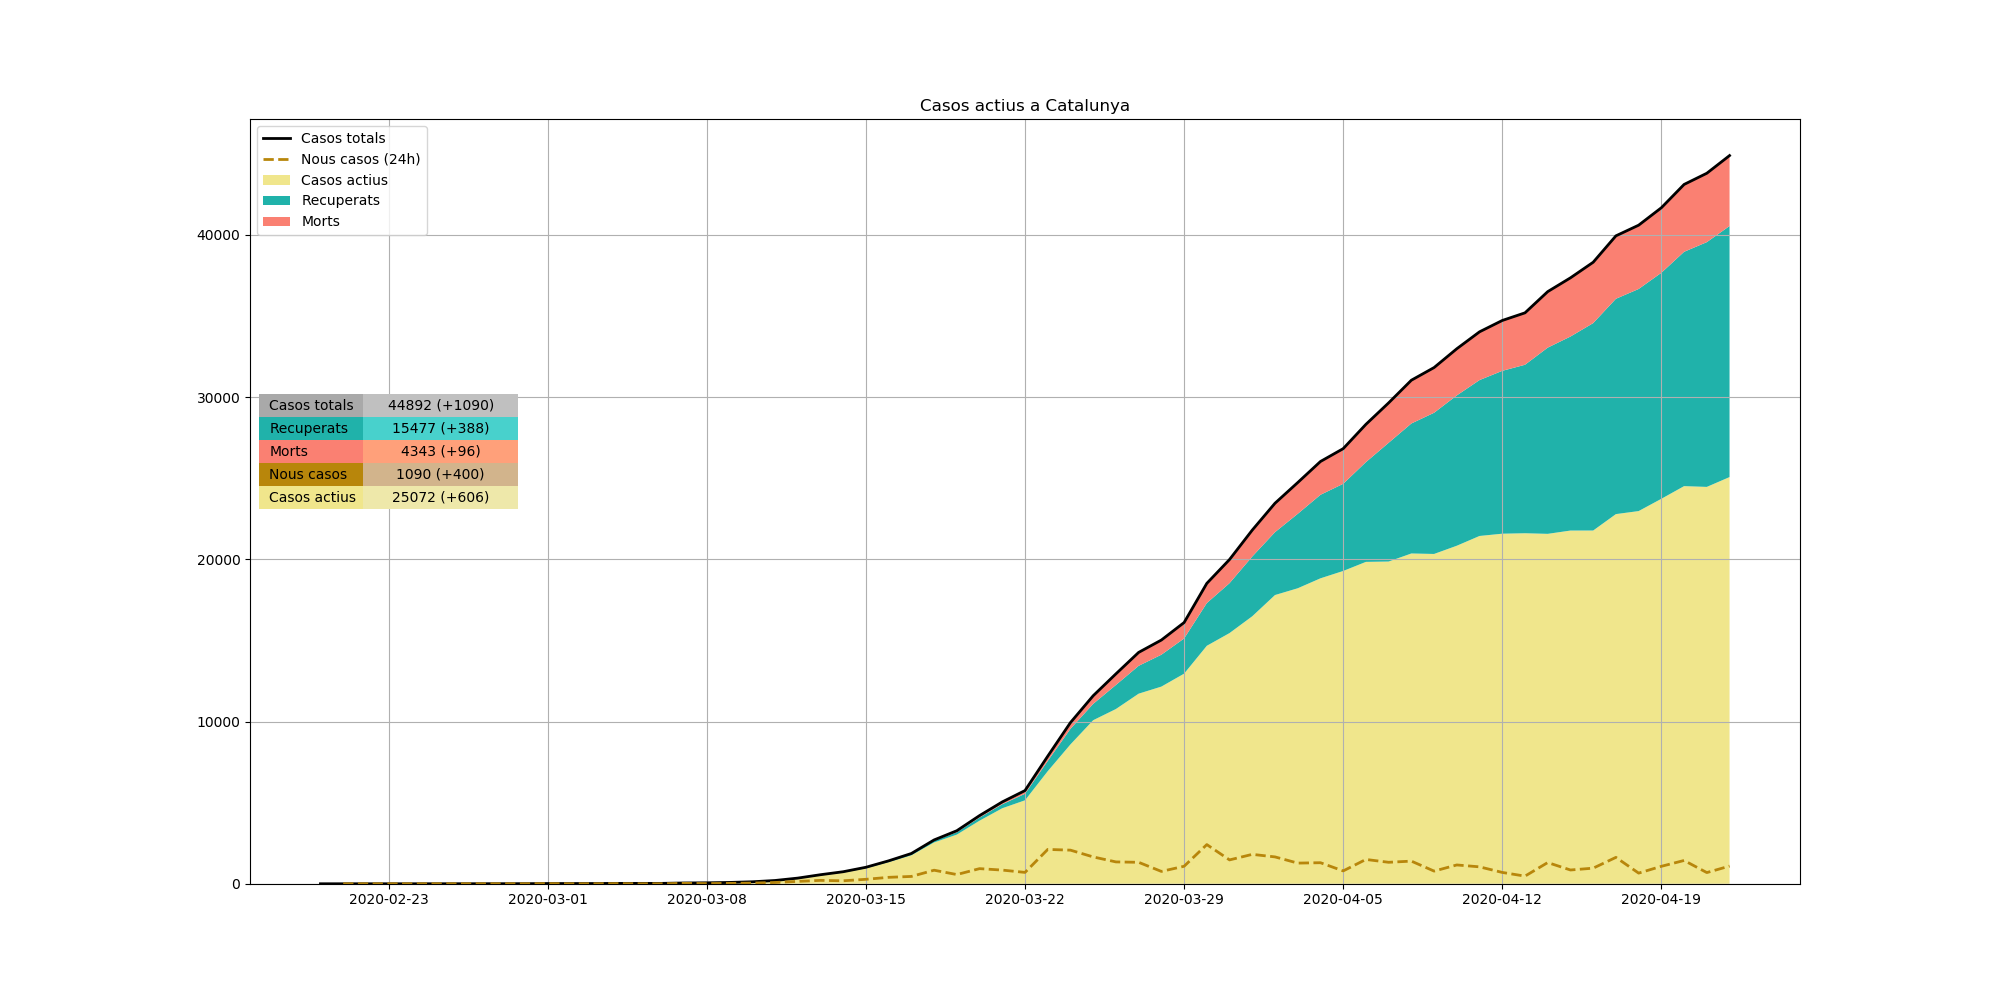 Casos actius a Catalunya
Casos totals
Nous casos (24h)
Casos actius
Recuperats
Morts
40000
30000
20000
10000
0
Casos totals 44892 (+1090)
Recuperats 15477 (+388)
Morts 4343 (+96)
Nous casos 1090 (+400)
Casos actius 25072 (+606)
2020-02-23 2020-03-01 2020-03-08 2020-03-15 2020-03-22 2020-03-29 2020-04-05 2020-04-12 2020-04-19